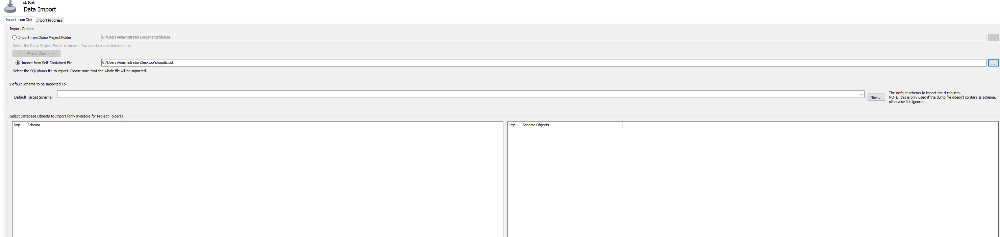 ub16ali
Data Import
Import from Disk Import Progress
Import Options
Import from Dump Project Folder C:\Users\Administrator\Documents\dumps ...
Select the Dump Project Folder to import. You can do a selective restore.
Load Folder Contents
Import from Self-Contained File C:\Users\Administrator\Desktop\shopdb.sql ...
Select the SQL/dump file to import. Please note that the whole file will be imported.
Default Schema to be Imported To
Default Target Schema: New...
The default schema to import the dump into.
NOTE: this is only used if the dump file doesn't contain its schema,
otherwise it is ignored.
Select Database Objects to Import (only available for Project Folders)
Imp... Schema Imp... Schema Objects